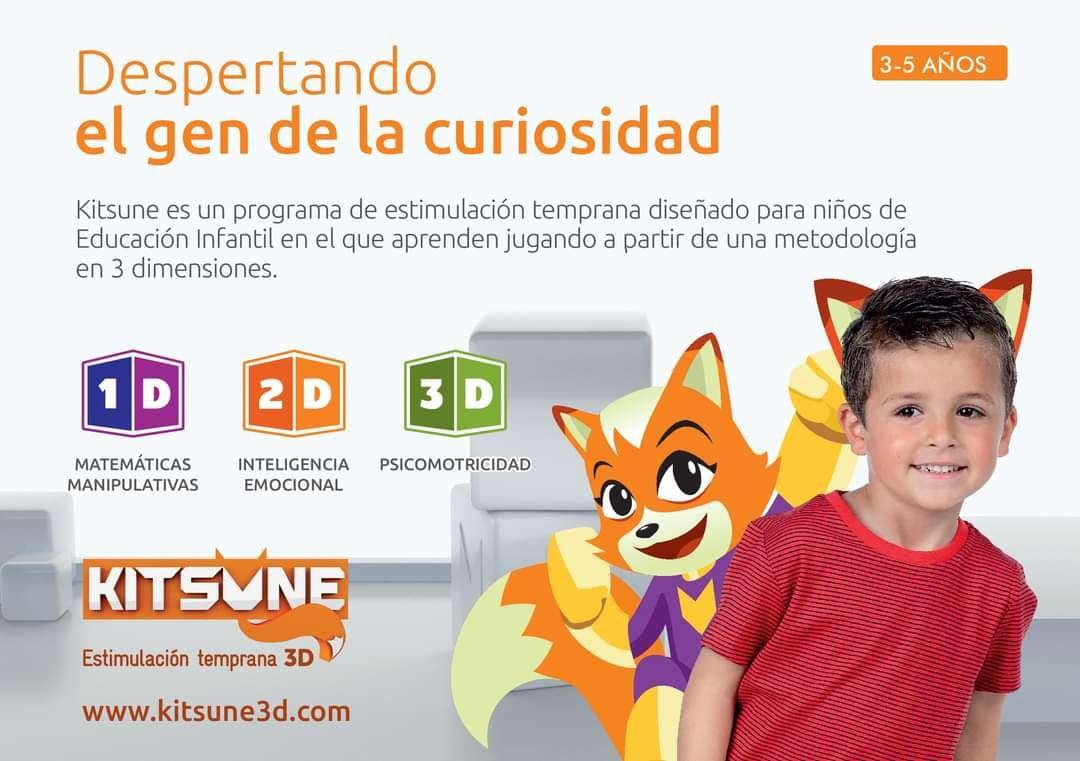 Despertando
el gen de la curiosidad
3-5 AÑOS
Kitsune es un programa de estimulación temprana diseñado para niños de
Educación Infantil en el que aprenden jugando a partir de una metodología
en 3 dimensiones.
1D
MATEMÁTICAS
MANIPULATIVAS
2D
INTELIGENCIA
EMOCIONAL
3D
PSICOMOTRICIDAD
KITSUNE
Estimulación temprana 3D
www.kitsune3d.com